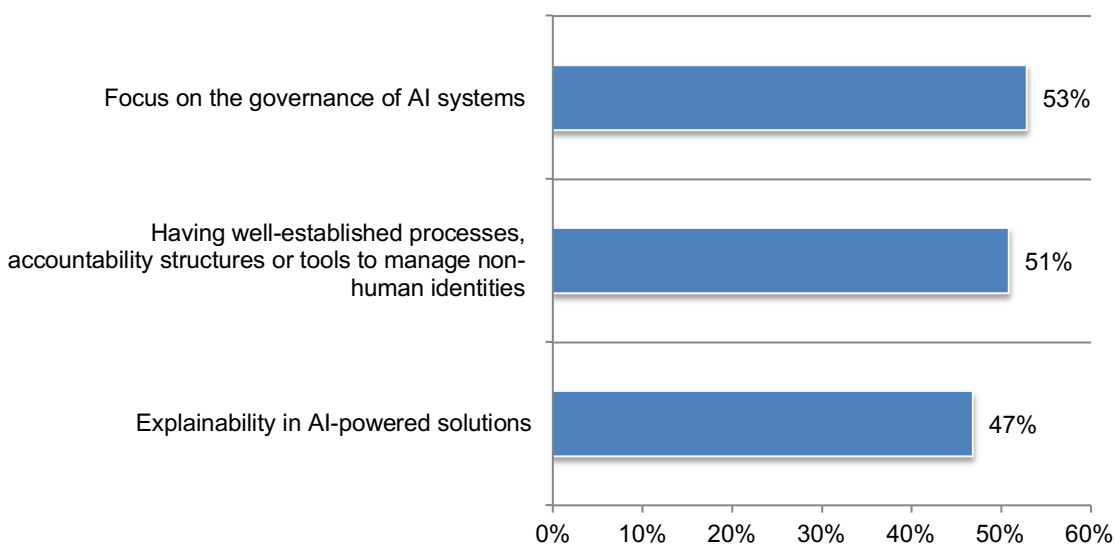 Focus on the governance of AI systems
53%
Having well-established processes,
accountability structures or tools to manage non-
human identities
51%
Explainability in AI-powered solutions
47%
0% 10% 20% 30% 40% 50% 60%